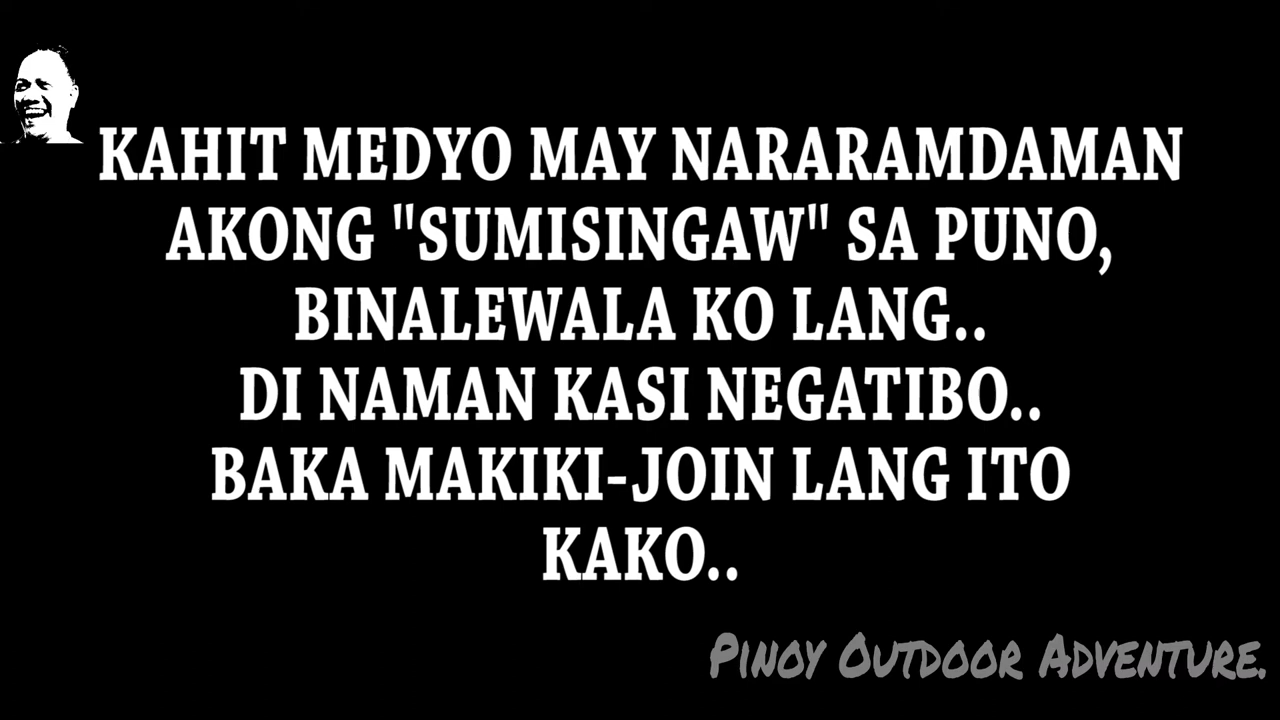 KAHIT MEDYO MAY NARARAMDAMAN
AKONG "SUMISINGAW" SA PUNO,
BINALEWALA KO LANG..
DI NAMAN KASI NEGATIBO..
BAKA MAKIKI-JOIN LANG ITO
KAKO..
PINOY OUTDOOR ADVENTURE.